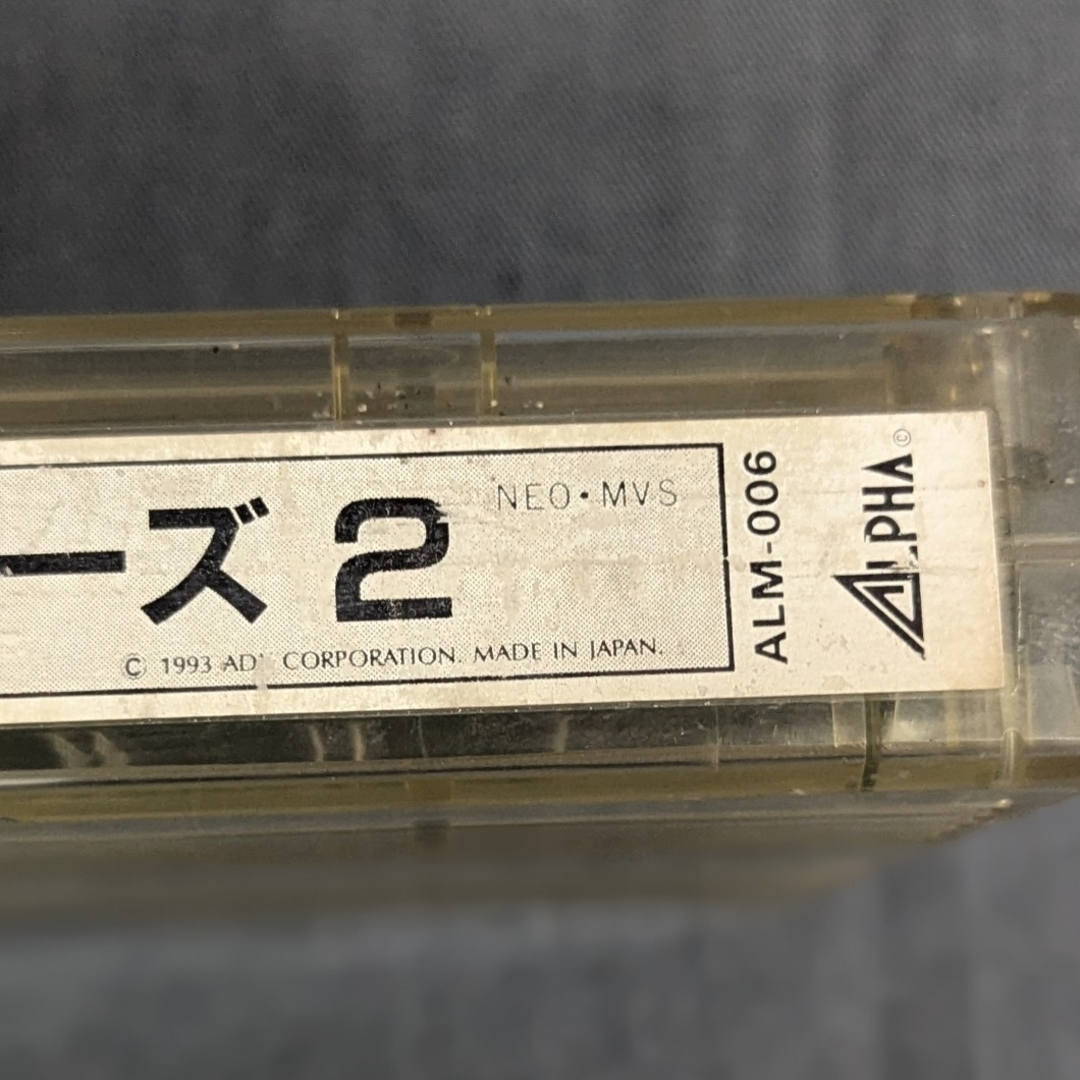 ーズ2
NEO・MVS
© 1993 AD CORPORATION. MADE IN JAPAN.
ALM-006
ALPHA©